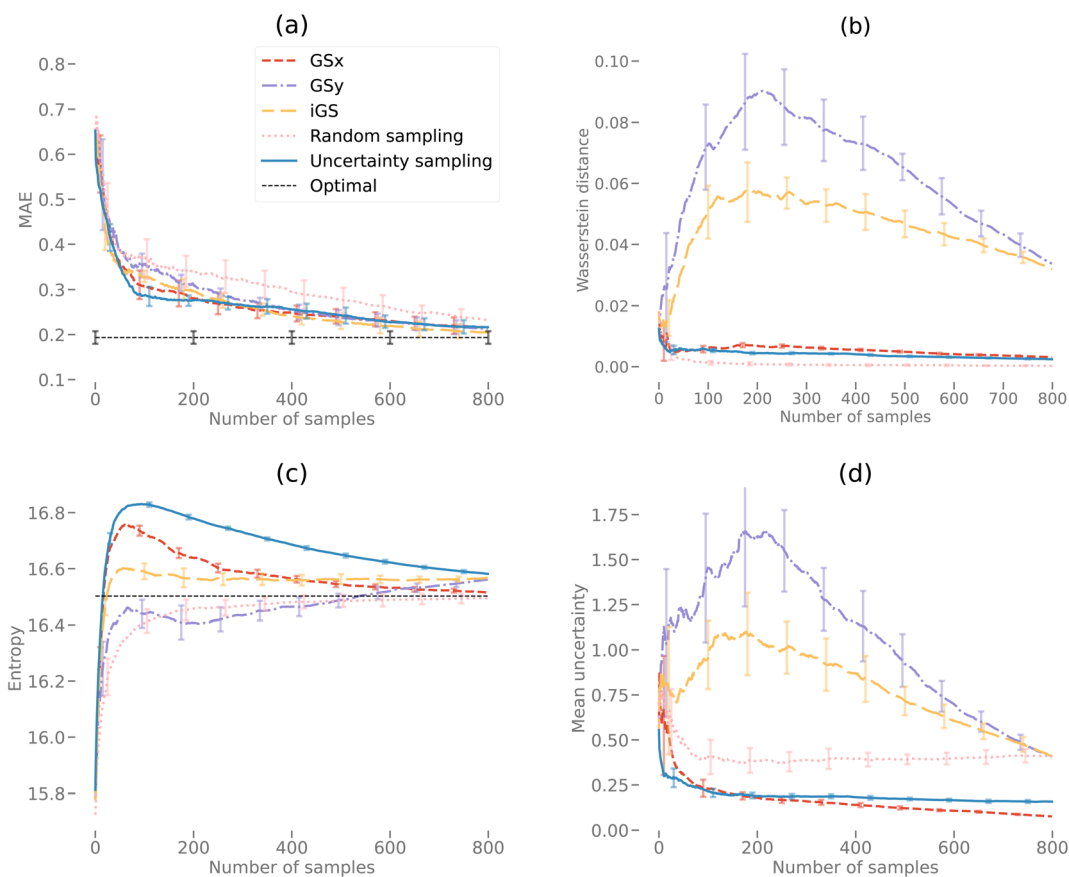 (a)
MAE
0.8
0.7
0.6
0.5
0.4
0.3
0.2
0.1
GSx
GSy
iGS
Random sampling
Uncertainty sampling
Optimal
0 200 400 600 800
Number of samples
(b)
Wasserstein distance
0.10
0.08
0.06
0.04
0.02
0.00
0 100 200 300 400 500 600 700 800
Number of samples
(c)
Entropy
16.8
16.6
16.4
16.2
16.0
15.8
0 200 400 600 800
Number of samples
(d)
Mean uncertainty
1.75
1.50
1.25
1.00
0.75
0.50
0.25
0.00
0 200 400 600 800
Number of samples